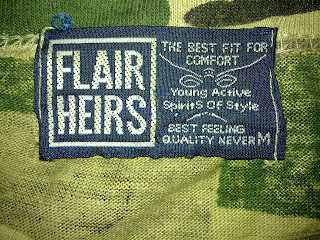 FLAIR
HEIRS
THE BEST FIT FOR
COMFORT
Young Active
Spirits OF Style
BEST FEELING
QUALITY NEVER M